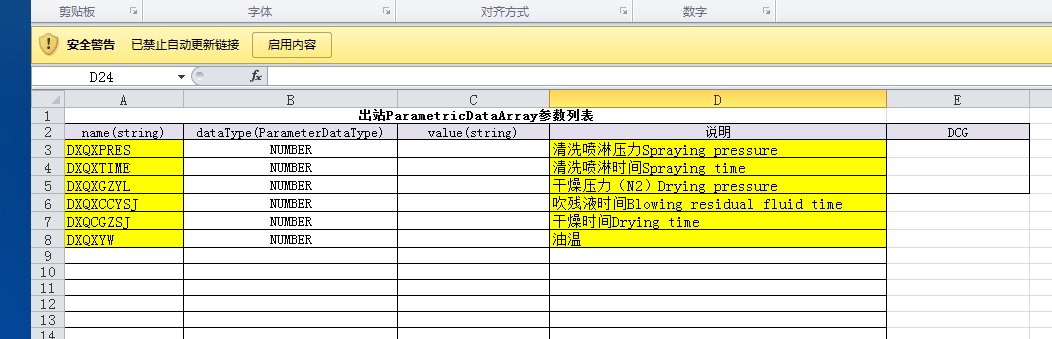 剪贴板 字体 对齐方式 数字
安全警告 已禁止自动更新链接 启用内容
D24 fx
A B C D E
1 出站ParametricDataArray参数列表
2 name(string) dataType(ParameterDataType) value(string) 说明 DCG
3 DXQXPRES NUMBER 清洗喷淋压力Spraying pressure
4 DXQXTIME NUMBER 清洗喷淋时间Spraying time
5 DXQXGZYL NUMBER 干燥压力（N2）Drying pressure
6 DXQXCCYSJ NUMBER 吹残液时间Blowing residual fluid time
7 DXQCGZSJ NUMBER 干燥时间Drying time
8 DXQXYW NUMBER 油温
9
10
11
12
13
14